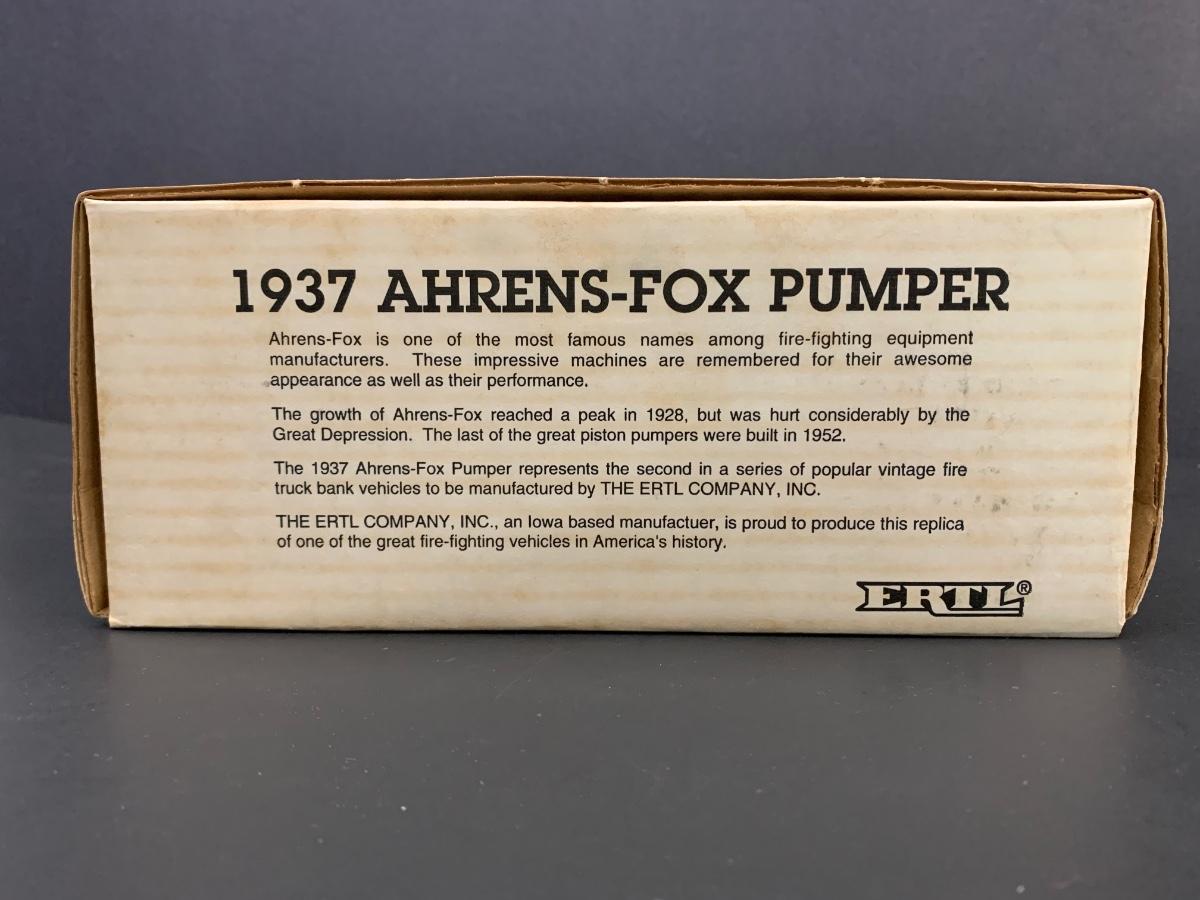 1937 AHRENS-FOX PUMPER
Ahrens-Fox is one of the most famous names among fire-fighting equipment
manufacturers. These impressive machines are remembered for their awesome
appearance as well as their performance.
The growth of Ahrens-Fox reached a peak in 1928, but was hurt considerably by the
Great Depression. The last of the great piston pumpers were built in 1952.
The 1937 Ahrens-Fox Pumper represents the second in a series of popular vintage fire
truck bank vehicles to be manufactured by THE ERTL COMPANY, INC.
THE ERTL COMPANY, INC., an Iowa based manufactuer, is proud to produce this replica
of one of the great fire-fighting vehicles in America's history.
ERTL®